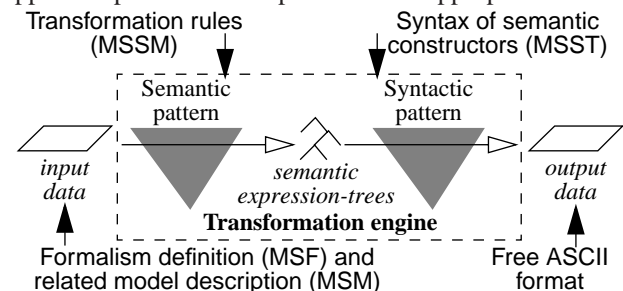 Transformation rules
(MSSM)
Syntax of semantic
constructors (MSST)
Semantic
pattern
Syntactic
pattern
input
data
semantic
expression-trees
output
data
Transformation engine
Formalism definition (MSF) and
related model description (MSM)
Free ASCII
format